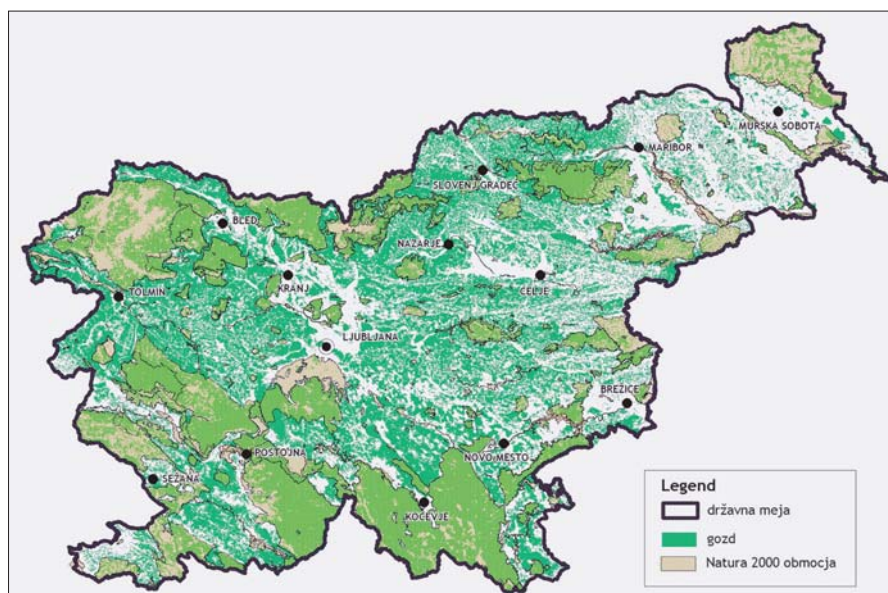 MURSKA SOBOTA
MARIBOR
SLOVENJ GRADEC
BLED
NAZARJE
KRANJ
CELJE
TOLMIN
LJUBLJANA
BREŽICE
NOVO MESTO
POSTOJNA
SEŽANA
KOČEVJE
Legend
državna meja
gozd
Natura 2000 obmocja